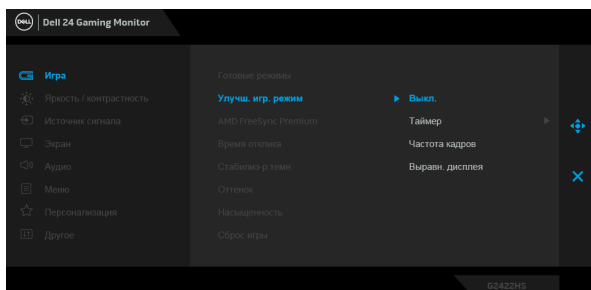 DELL Dell 24 Gaming Monitor
Игра
Готовые режимы
Яркость / контрастность
Улучш. игр. режим
Выкл.
Источник сигнала
AMD FreeSync Premium
Таймер
Экран
Время отклика
Частота кадров
Аудио
Стабилиз-р темн.
Выравн. дисплея
Меню
Оттенок
Персонализация
Насыщенность
Другое
Сброс игры
G2422HS